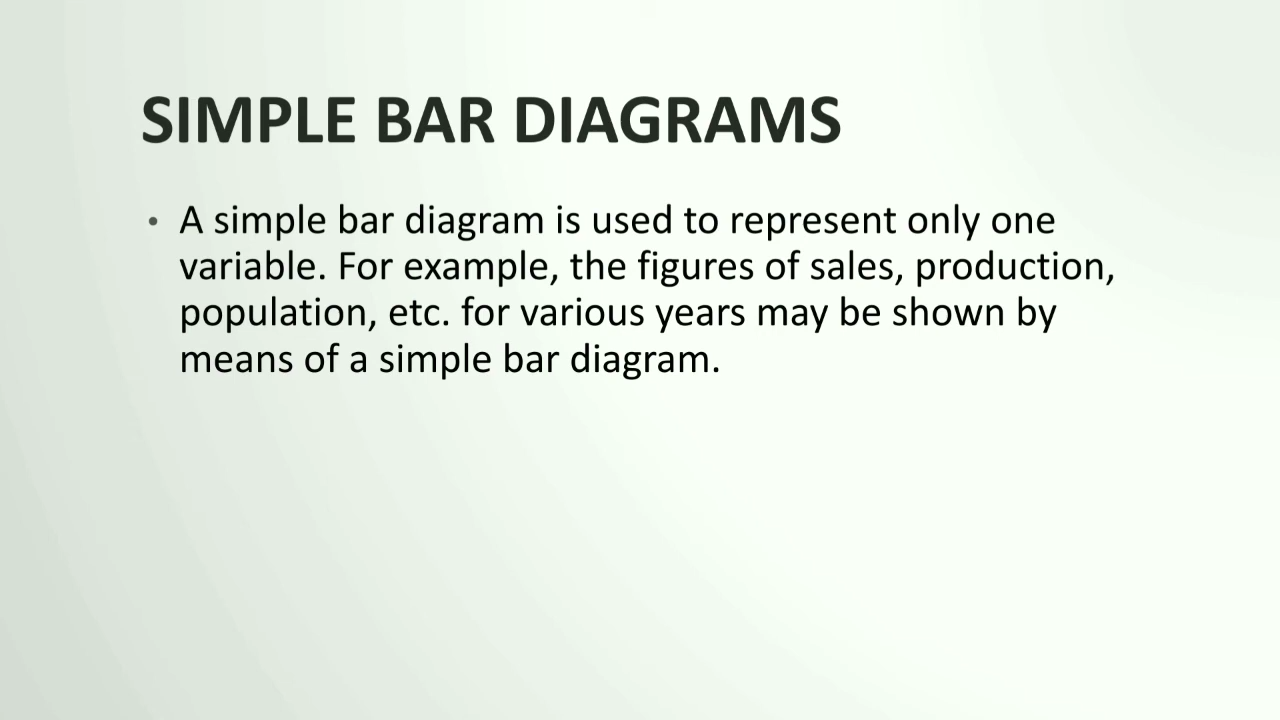 SIMPLE BAR DIAGRAMS
• A simple bar diagram is used to represent only one
variable. For example, the figures of sales, production,
population, etc. for various years may be shown by
means of a simple bar diagram.